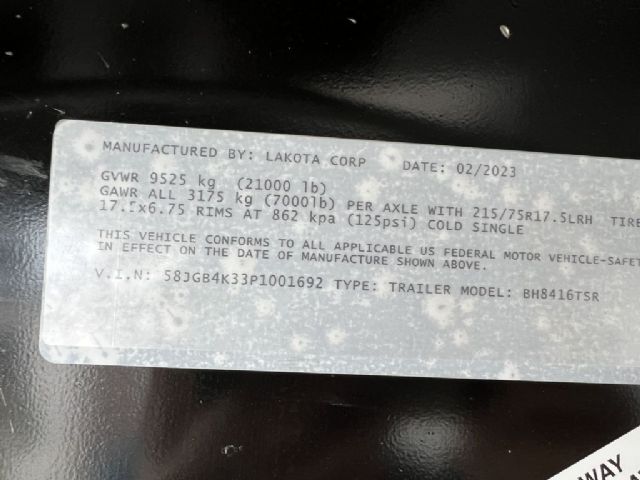 MANUFACTURED BY: LAKOTA CORP DATE: 02/2023
GVWR 9525 kg (21000 lb)
GAWR ALL 3175 kg (7000lb) PER AXLE WITH 215/75R17.5LRH TIRE
17.5x6.75 RIMS AT 862 kpa (125psi) COLD SINGLE
THIS VEHICLE CONFORMS TO ALL APPLICABLE US FEDERAL MOTOR VEHICLE-SAFET
IN EFFECT ON THE DATE OF MANUFACTURE SHOWN ABOVE.
V.I.N: 58JGB4K33P1001692 TYPE: TRAILER MODEL: BH8416TSR
WAY